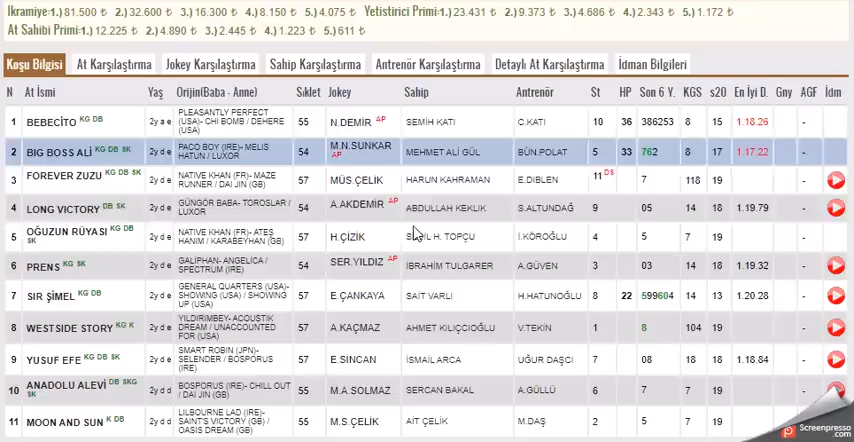 İkramiye:1.) 81.500 t 2.) 32.600 t 3.) 16.300 t 4.) 8.150 t 5.) 4.075 t Yetistirici Primi:1.) 23.431 t 2.) 9.373 t 3.) 4.686 t 4.) 2.343 t 5.) 1.172 t
At Sahibi Primi:1.) 12.225 t 2.) 4.890 t 3.) 2.445 t 4.) 1.223 t 5.) 611 t
Koşu Bilgisi At Karşılaştırma Jokey Karşılaştırma Sahip Karşılaştırma Antrenör Karşılaştırma Detaylı At Karşılaştırma İdman Bilgileri
N At İsmi Yaş Orijin(Baba - Anne) Sıklet Jokey Sahip Antrenör St HP Son 6 Y. KGS s20 En İyi D. Gny AGF İdm
1 BEBECİTO KG DB 2y a e PLEASANTLY PERFECT (USA)- CHI BOMB / DEHERE (USA) 55 N.DEMİR AP SEMİH KATI C.KATI 10 36 386253 8 15 1.18.26 -
2 BIG BOSS ALİ KG DB SK 2y d e PACO BOY (IRE)- MELIS HATUN / LUXOR 54 M.N.SUNKAR AP MEHMET ALİ GÜL BÜN.POLAT 5 33 762 8 17 1.17.22 -
3 FOREVER ZUZU KG DB SK 2y d e NATIVE KHAN (FR)- MAZE RUNNER / DAI JIN (GB) 57 MÜS.ÇELİK HARUN KAHRAMAN E.DIBLEN 11 DS 7 118 19 -
4 LONG VICTORY DB SK 2y d e GÜNGÖR BABA- TOROSLAR / LUXOR 54 A.AKDEMİR AP ABDULLAH KEKLIK S.ALTUNDAĞ 9 05 14 18 1.19.79 -
5 OĞUZUN RÜYASI KG DB SK 2y d e NATIVE KHAN (FR)- ATEŞ HANIM / KARABEYHAN (GB) 57 H.ÇİZİK H. TOPÇU İ.KÖROĞLU 4 5 7 19 -
6 PRENS KG SK 2y d e GALIPHAN- ANGELICA / SPECTRUM (IRE) 54 SER.YILDIZ AP İBRAHİM TULGARER A.GÜVEN 3 03 14 18 1.19.32 -
7 SIR ŞİMEL KG DB 2y d e GENERAL QUARTERS (USA)- SHOWING (USA) / SHOWING UP (USA) 57 E.ÇANKAYA SAİT VARLI H.HATUNOĞLU 8 22 599604 14 13 1.20.28 -
8 WESTSIDE STORY KG K 2y d e YILDIRIMBEY- ACOUSTIK DREAM / UNACCOUNTED FOR (USA) 57 A.KAÇMAZ AHMET KILIÇCIOĞLU V.TEKİN 1 8 104 19 -
9 YUSUF EFE KG DB SK 2y d e SMART ROBIN (JPN)- SELENDER / BOSPORUS (IRE) 57 E.SİNCAN İSMAİL ARCA UĞUR DAŞCI 7 08 18 18 1.18.84 -
10 ANADOLU ALEVİ DB SKG SK 2y d d BOSPORUS (IRE)- CHILL OUT / DAI JIN (GB) 55 M.A.SOLMAZ SERCAN BAKAL A.GÜLLÜ 6 7 7 19 -
11 MOON AND SUN K DB 2y d d LILBOURNE LAD (IRE)- SAINT'S VICTORY (GB) / OASIS DREAM (GB) 55 M.S.ÇELİK AİT ÇELİK M.DAŞ 2 5 7 19 -
Screenpresso
.com